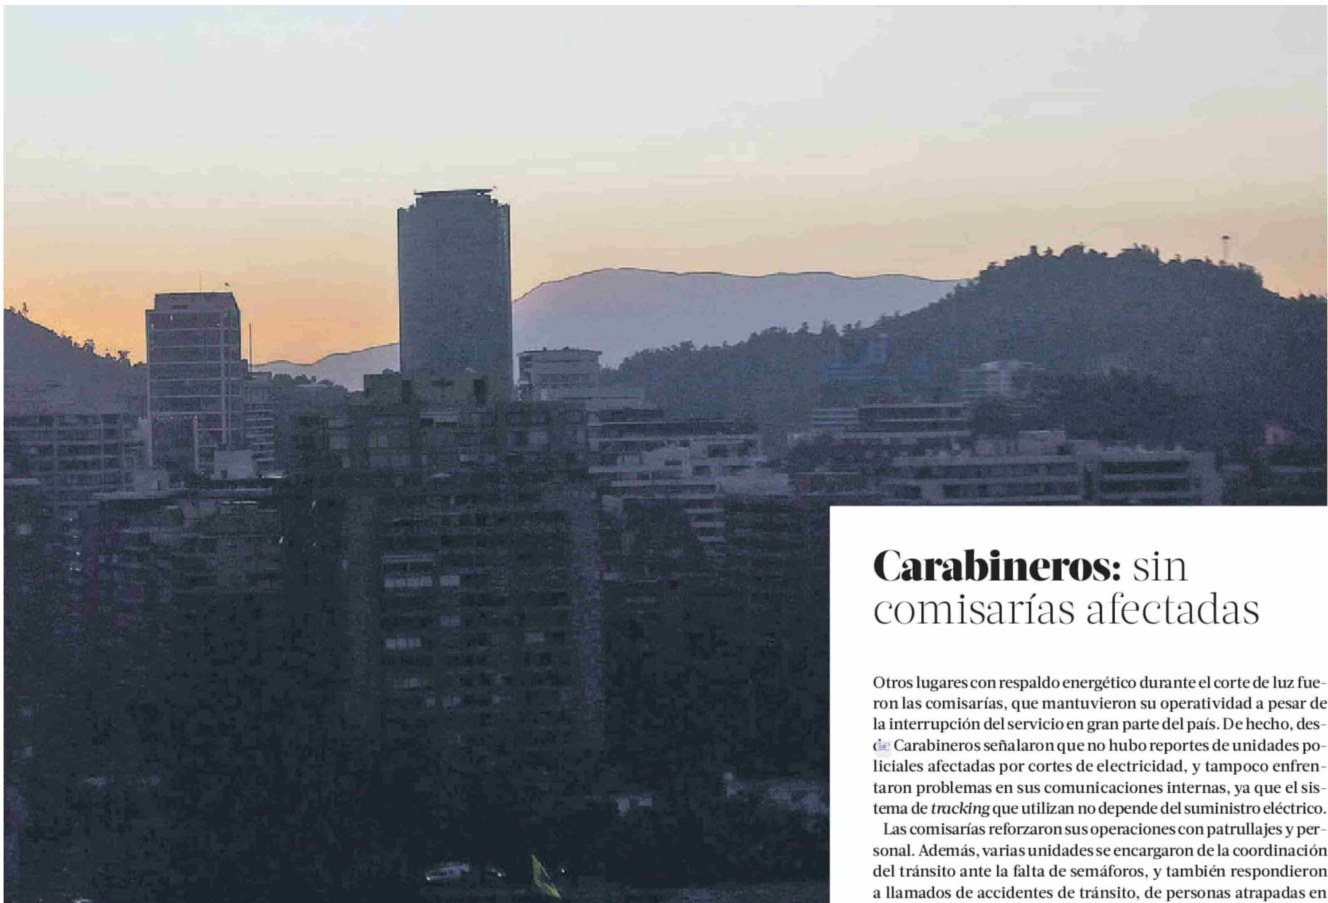 Carabineros: sin
comisarías afectadas
Otros lugares con respaldo energético durante el corte de luz fue-
ron las comisarías, que mantuvieron su operatividad a pesar de
la interrupción del servicio en gran parte del país. De hecho, des-
de Carabineros señalaron que no hubo reportes de unidades po-
liciales afectadas por cortes de electricidad, y tampoco enfren-
taron problemas en sus comunicaciones internas, ya que el sis-
tema de tracking que utilizan no depende del suministro eléctrico.
Las comisarías reforzaron sus operaciones con patrullajes y per-
sonal. Además, varias unidades se encargaron de la coordinación
del tránsito ante la falta de semáforos, y también respondieron
a llamados de accidentes de tránsito, de personas atrapadas en